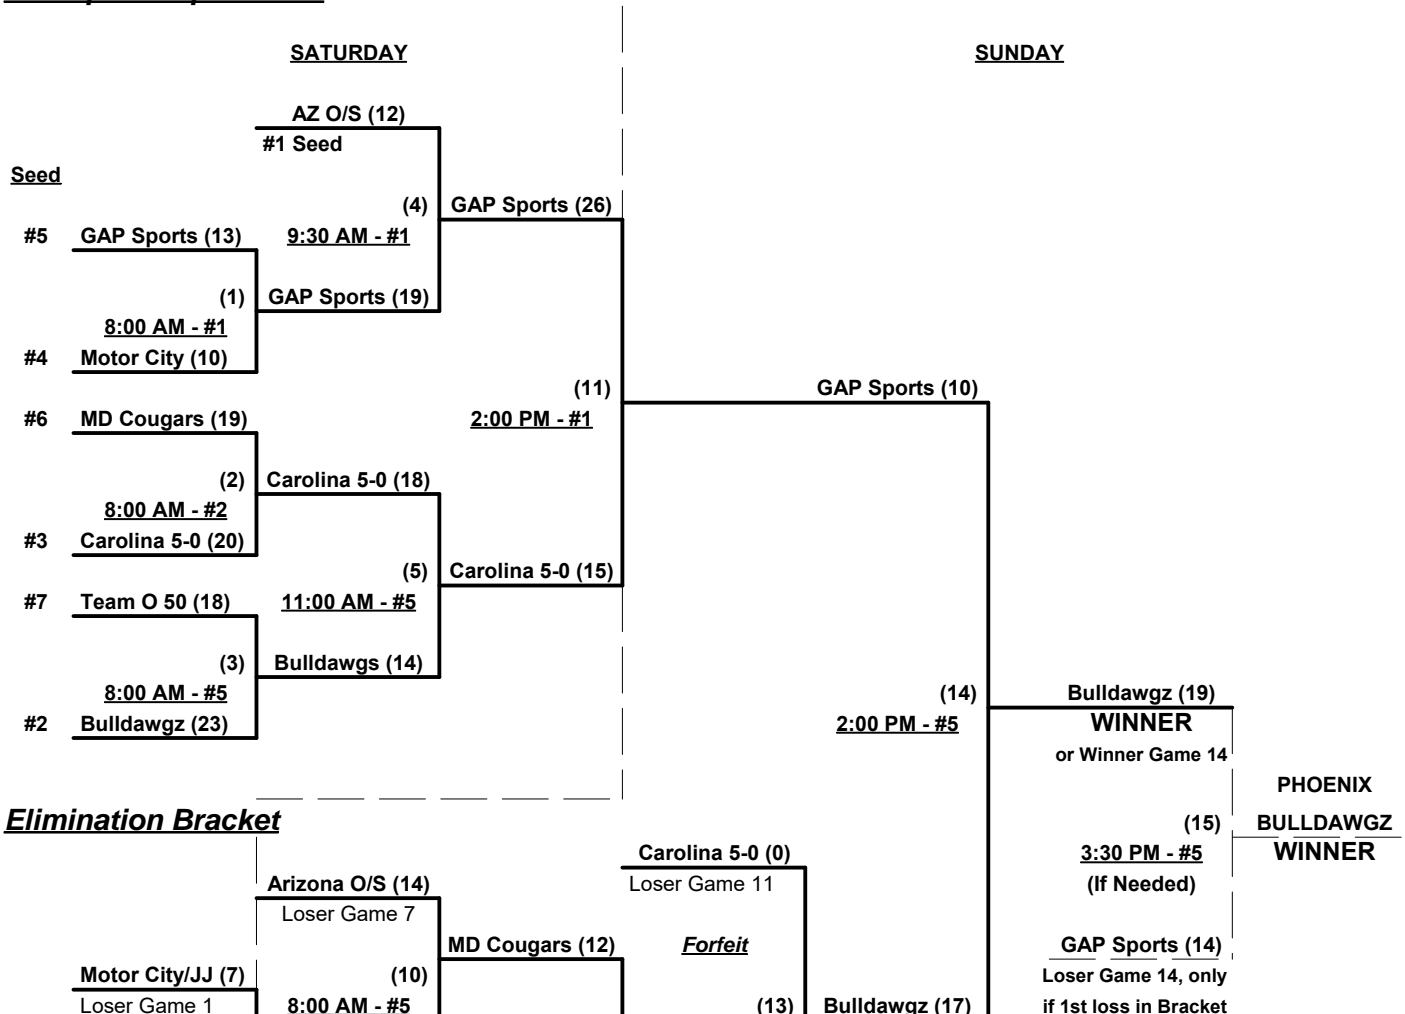 SATURDAY
SUNDAY
AZ O/S (12)
#1 Seed
Seed
(4)
GAP Sports (26)
#5
GAP Sports (13)
9:30 AM - #1
(1)
GAP Sports (19)
8:00 AM - #1
#4
Motor City (10)
(11)
GAP Sports (10)
#6
MD Cougars (19)
2:00 PM - #1
(2)
Carolina 5-0 (18)
8:00 AM - #2
#3
Carolina 5-0 (20)
(5)
Carolina 5-0 (15)
#7
Team O 50 (18)
11:00 AM - #5
(3)
Bulldawgs (14)
8:00 AM - #5
(14)
Bulldawgz (19)
#2
Bulldawgz (23)
2:00 PM - #5
WINNER
or Winner Game 14
PHOENIX
Elimination Bracket
(15)
BULLDAWGZ
Carolina 5-0 (0)
3:30 PM - #5
WINNER
Arizona O/S (14)
Loser Game 11
(If Needed)
Loser Game 7
MD Cougars (12)
Forfeit
GAP Sports (14)
Motor City/JJ (7)
(10)
Loser Game 14, only
Loser Game 1
8:00 AM - #5
(13)
Bulldawgz (17)
if 1st loss in Bracket